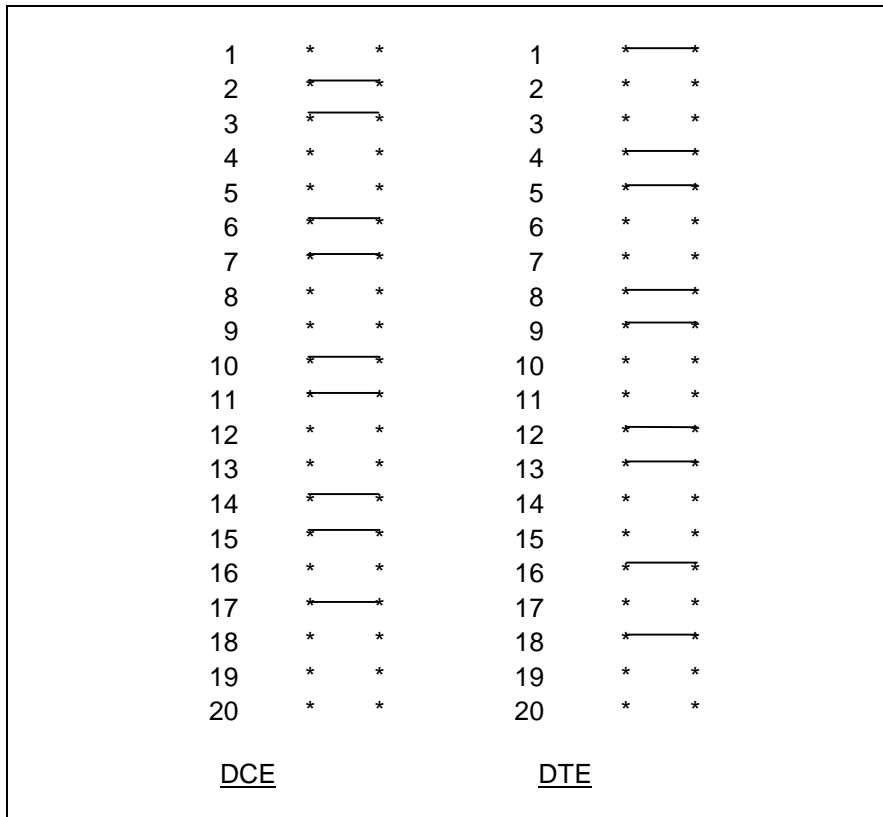 1 * * 1 * *
2 * * 2 * *
3 * * 3 * *
4 * * 4 * *
5 * * 5 * *
6 * * 6 * *
7 * * 7 * *
8 * * 8 * *
9 * * 9 * *
10 * * 10 * *
11 * * 11 * *
12 * * 12 * *
13 * * 13 * *
14 * * 14 * *
15 * * 15 * *
16 * * 16 * *
17 * * 17 * *
18 * * 18 * *
19 * * 19 * *
20 * * 20 * *
DCE DTE